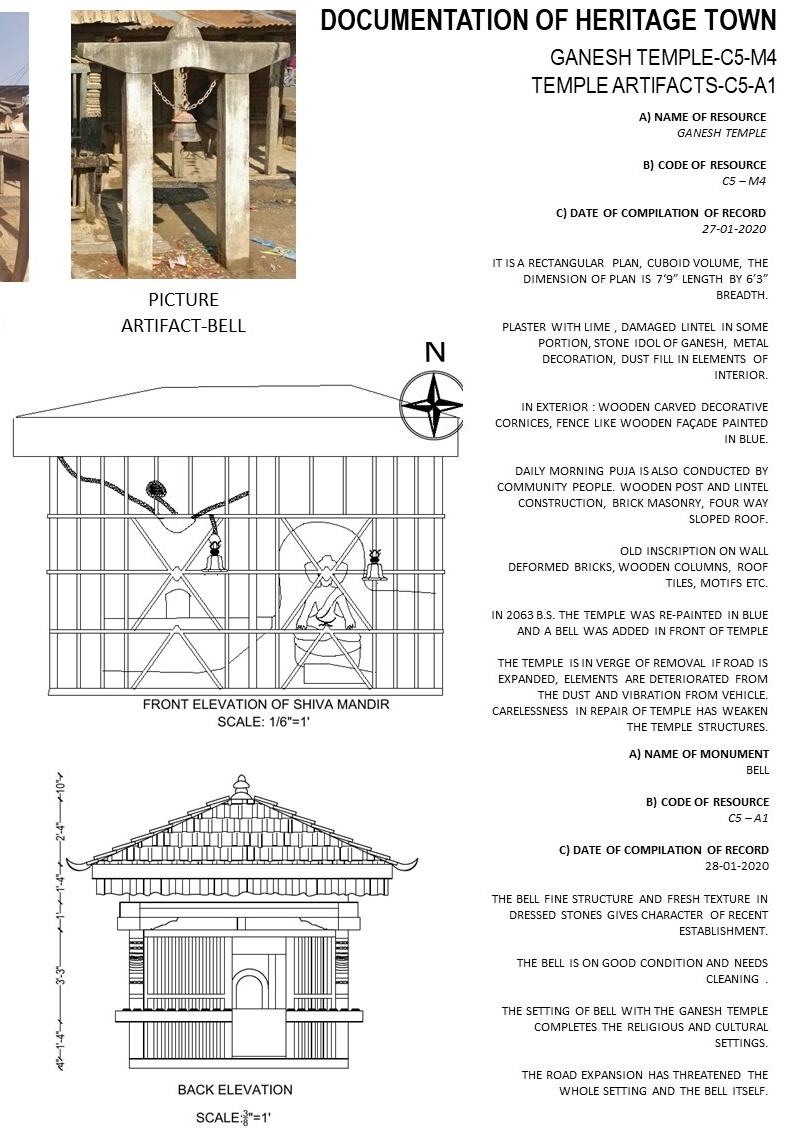 DOCUMENTATION OF HERITAGE TOWN
GANESH TEMPLE-C5-M4
TEMPLE ARTIFACTS-C5-A1
A) NAME OF RESOURCE
GANESH TEMPLE
B) CODE OF RESOURCE
C5 – M4
C) DATE OF COMPILATION OF RECORD
27-01-2020
IT IS A RECTANGULAR PLAN, CUBOID VOLUME, THE
DIMENSION OF PLAN IS 7'9" LENGTH BY 6'3"
BREADTH.
PLASTER WITH LIME , DAMAGED LINTEL IN SOME
PORTION, STONE IDOL OF GANESH, METAL
DECORATION, DUST FILL IN ELEMENTS OF
INTERIOR.
IN EXTERIOR : WOODEN CARVED DECORATIVE
CORNICES, FENCE LIKE WOODEN FAÇADE PAINTED
IN BLUE.
DAILY MORNING PUJA IS ALSO CONDUCTED BY
COMMUNITY PEOPLE. WOODEN POST AND LINTEL
CONSTRUCTION, BRICK MASONRY, FOUR WAY
SLOPED ROOF.
OLD INSCRIPTION ON WALL
DEFORMED BRICKS, WOODEN COLUMNS, ROOF
TILES, MOTIFS ETC.
IN 2063 B.S. THE TEMPLE WAS RE-PAINTED IN BLUE
AND A BELL WAS ADDED IN FRONT OF TEMPLE
THE TEMPLE IS IN VERGE OF REMOVAL IF ROAD IS
EXPANDED, ELEMENTS ARE DETERIORATED FROM
THE DUST AND VIBRATION FROM VEHICLE.
CARELESSNESS IN REPAIR OF TEMPLE HAS WEAKEN
THE TEMPLE STRUCTURES.
A) NAME OF MONUMENT
BELL
B) CODE OF RESOURCE
C5 – A1
C) DATE OF COMPILATION OF RECORD
28-01-2020
THE BELL FINE STRUCTURE AND FRESH TEXTURE IN
DRESSED STONES GIVES CHARACTER OF RECENT
ESTABLISHMENT.
THE BELL IS ON GOOD CONDITION AND NEEDS
CLEANING .
THE SETTING OF BELL WITH THE GANESH TEMPLE
COMPLETES THE RELIGIOUS AND CULTURAL
SETTINGS.
THE ROAD EXPANSION HAS THREATENED THE
WHOLE SETTING AND THE BELL ITSELF.
PICTURE
ARTIFACT-BELL
N
FRONT ELEVATION OF SHIVA MANDIR
SCALE: 1/6"=1'
10"
2'-4"
1'-4"
1'
3'-3"
1'-4"
4"
BACK ELEVATION
SCALE:3/8"=1'